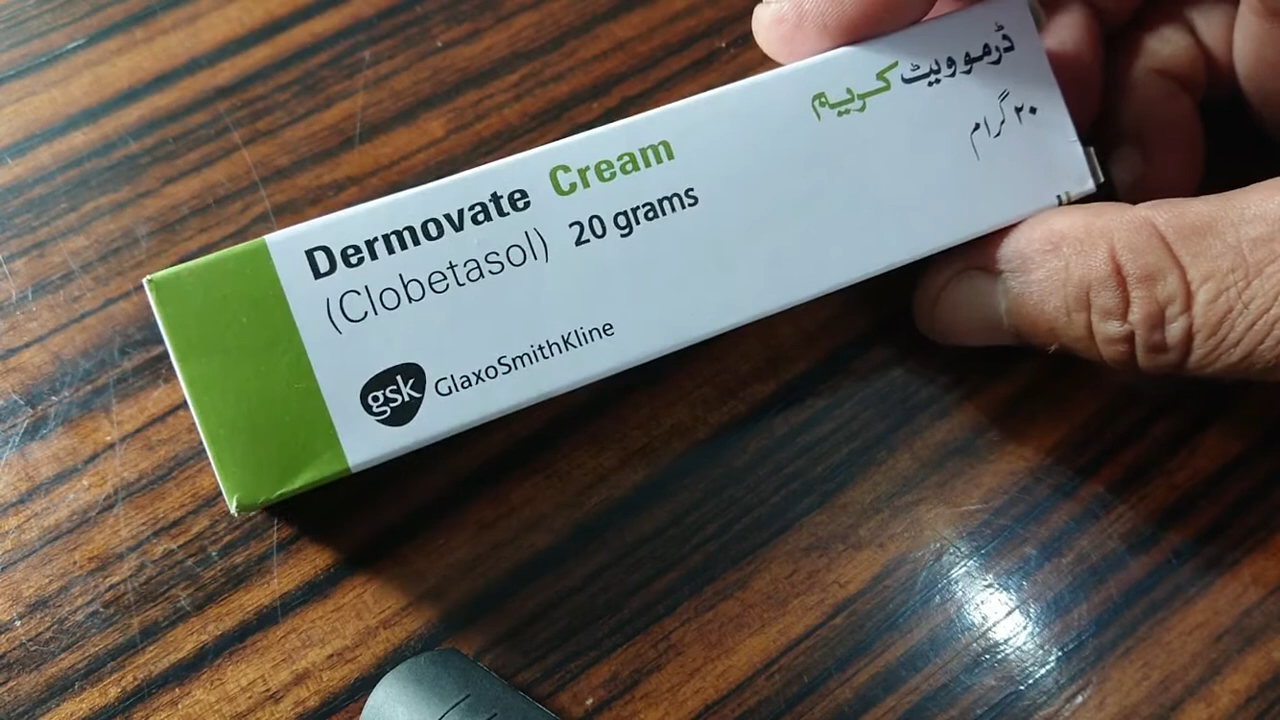 Dermovate Cream
(Clobetasol) 20 grams
gsk GlaxoSmithKline
ڈرموویٹ کریم
۲۰ گرام